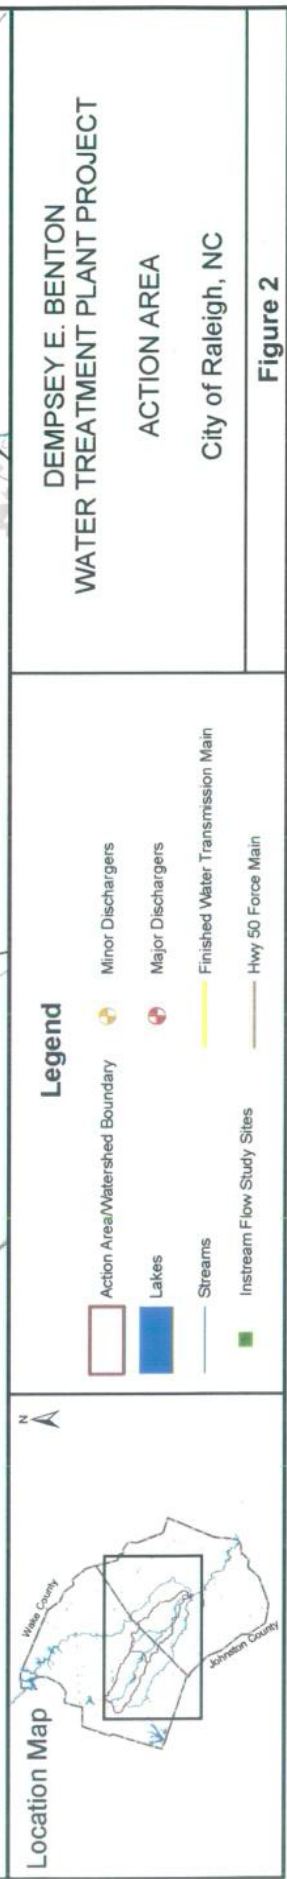 Location Map
N
Wake County
Johnston County
Legend
Action Area/Watershed Boundary
Lakes
Streams
Instream Flow Study Sites
Minor Dischargers
Major Dischargers
Finished Water Transmission Main
Hwy 50 Force Main
DEMPSEY E. BENTON
WATER TREATMENT PLANT PROJECT
ACTION AREA
City of Raleigh, NC
Figure 2